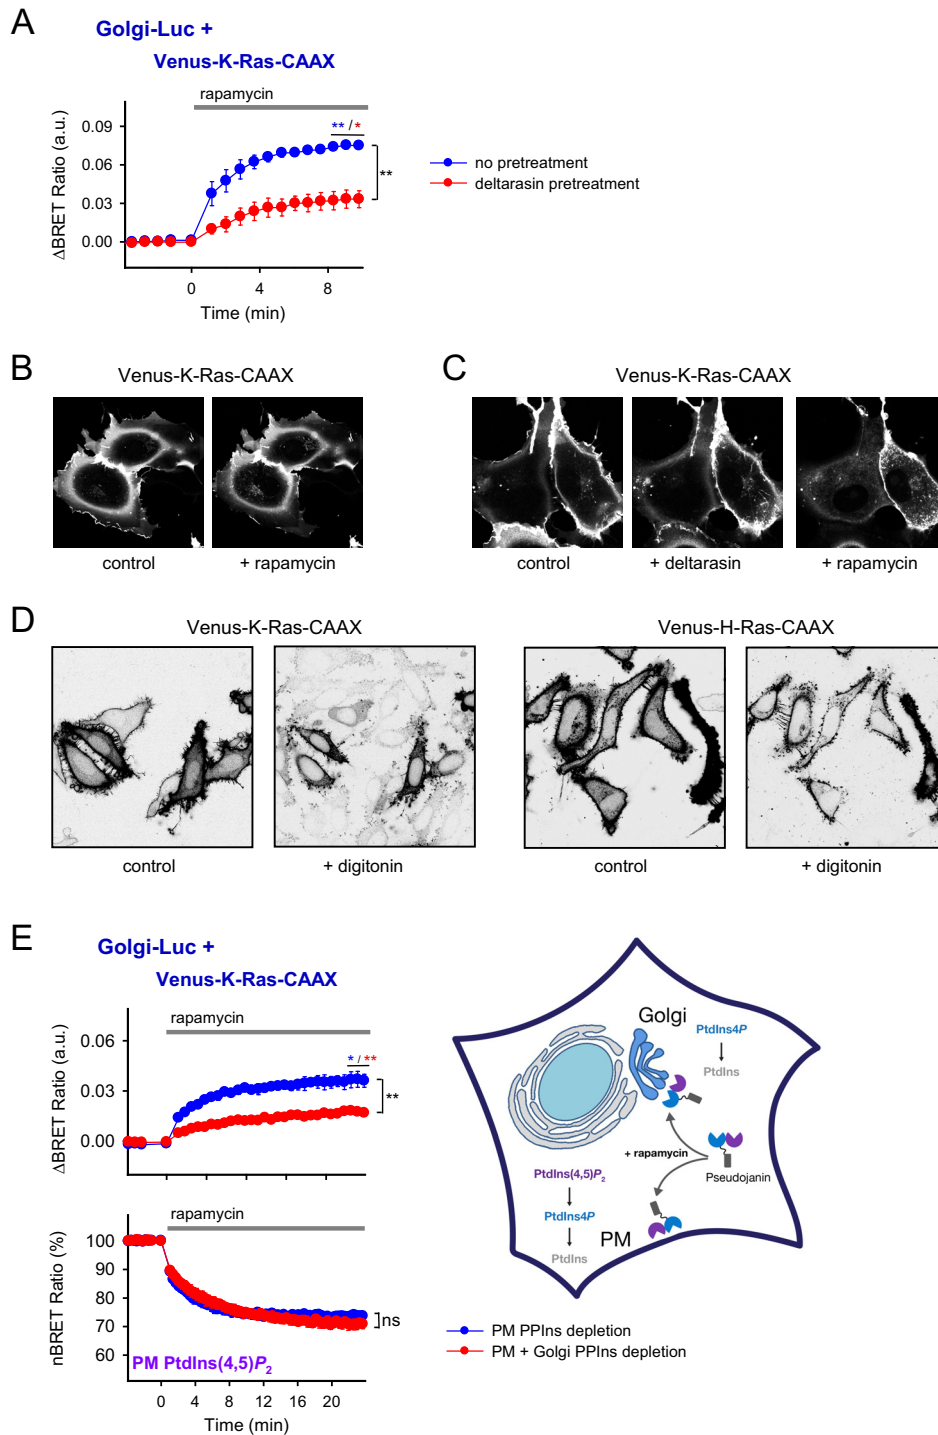 A
Golgi-Luc +
Venus-K-Ras-CAAX
rapamycin
** / *
0.09
0.06
0.03
0.00
ΔBRET Ratio (a.u.)
**
0 4 8
Time (min)
no pretreatment
deltarasin pretreatment
B
Venus-K-Ras-CAAX
control
+ rapamycin
C
Venus-K-Ras-CAAX
control
+ deltarasin
+ rapamycin
D
Venus-K-Ras-CAAX
control
+ digitonin
Venus-H-Ras-CAAX
control
+ digitonin
E
Golgi-Luc +
Venus-K-Ras-CAAX
rapamycin
0.06
0.03
0.00
ΔBRET Ratio (a.u.)
* / **
**
rapamycin
100
90
80
70
60
nBRET Ratio (%)
ns
PM PtdIns(4,5)P2
0 4 8 12 16 20
Time (min)
Golgi
PtdIns4P
PtdIns
+ rapamycin
Pseudojanin
PtdIns(4,5)P2
PtdIns4P
PtdIns
PM
PM PPIns depletion
PM + Golgi PPIns depletion